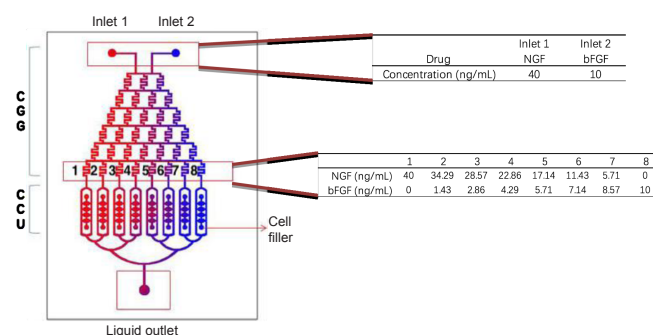 Inlet 1 Inlet 2
Inlet 1 Inlet 2
Drug NGF bFGF
Concentration (ng/mL) 40 10
CGG
1 2 3 4 5 6 7 8
1 2 3 4 5 6 7 8
NGF (ng/mL) 40 34.29 28.57 22.86 17.14 11.43 5.71 0
bFGF (ng/mL) 0 1.43 2.86 4.29 5.71 7.14 8.57 10
CCU
Cell
filler
Liquid outlet